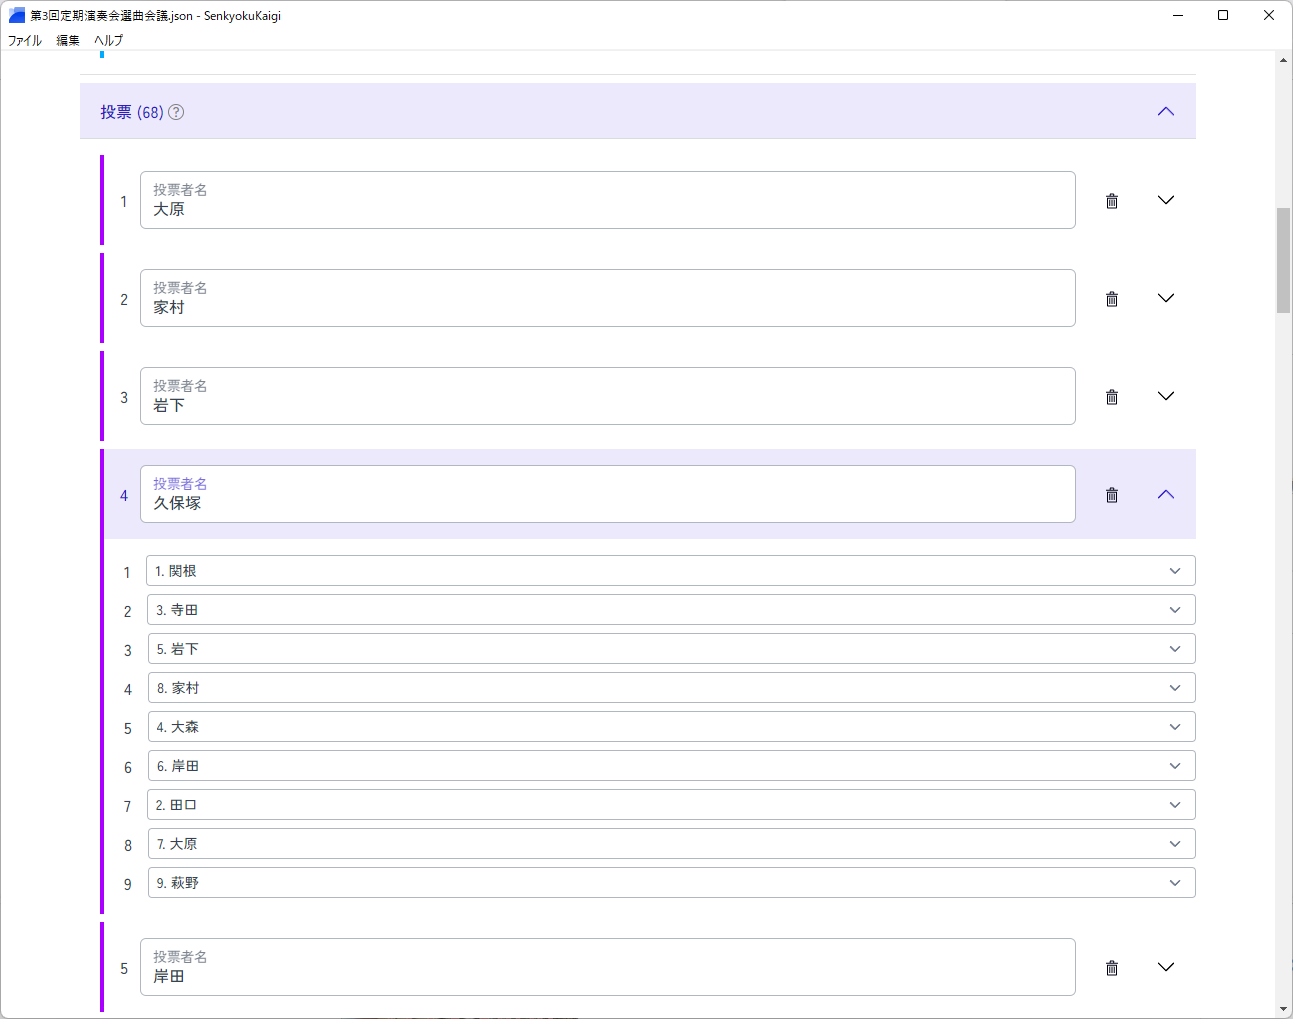 第3回定期演奏会選曲会議.json - SenkyokuKaigi
ファイル 編集 ヘルプ
投票 (68) ?
投票者名
1 大原
投票者名
2 家村
投票者名
3 岩下
投票者名
4 久保塚
1 1. 関根
2 3. 寺田
3 5. 岩下
4 8. 家村
5 4. 大森
6 6. 岸田
7 2. 田口
8 7. 大原
9 9. 萩野
投票者名
5 岸田